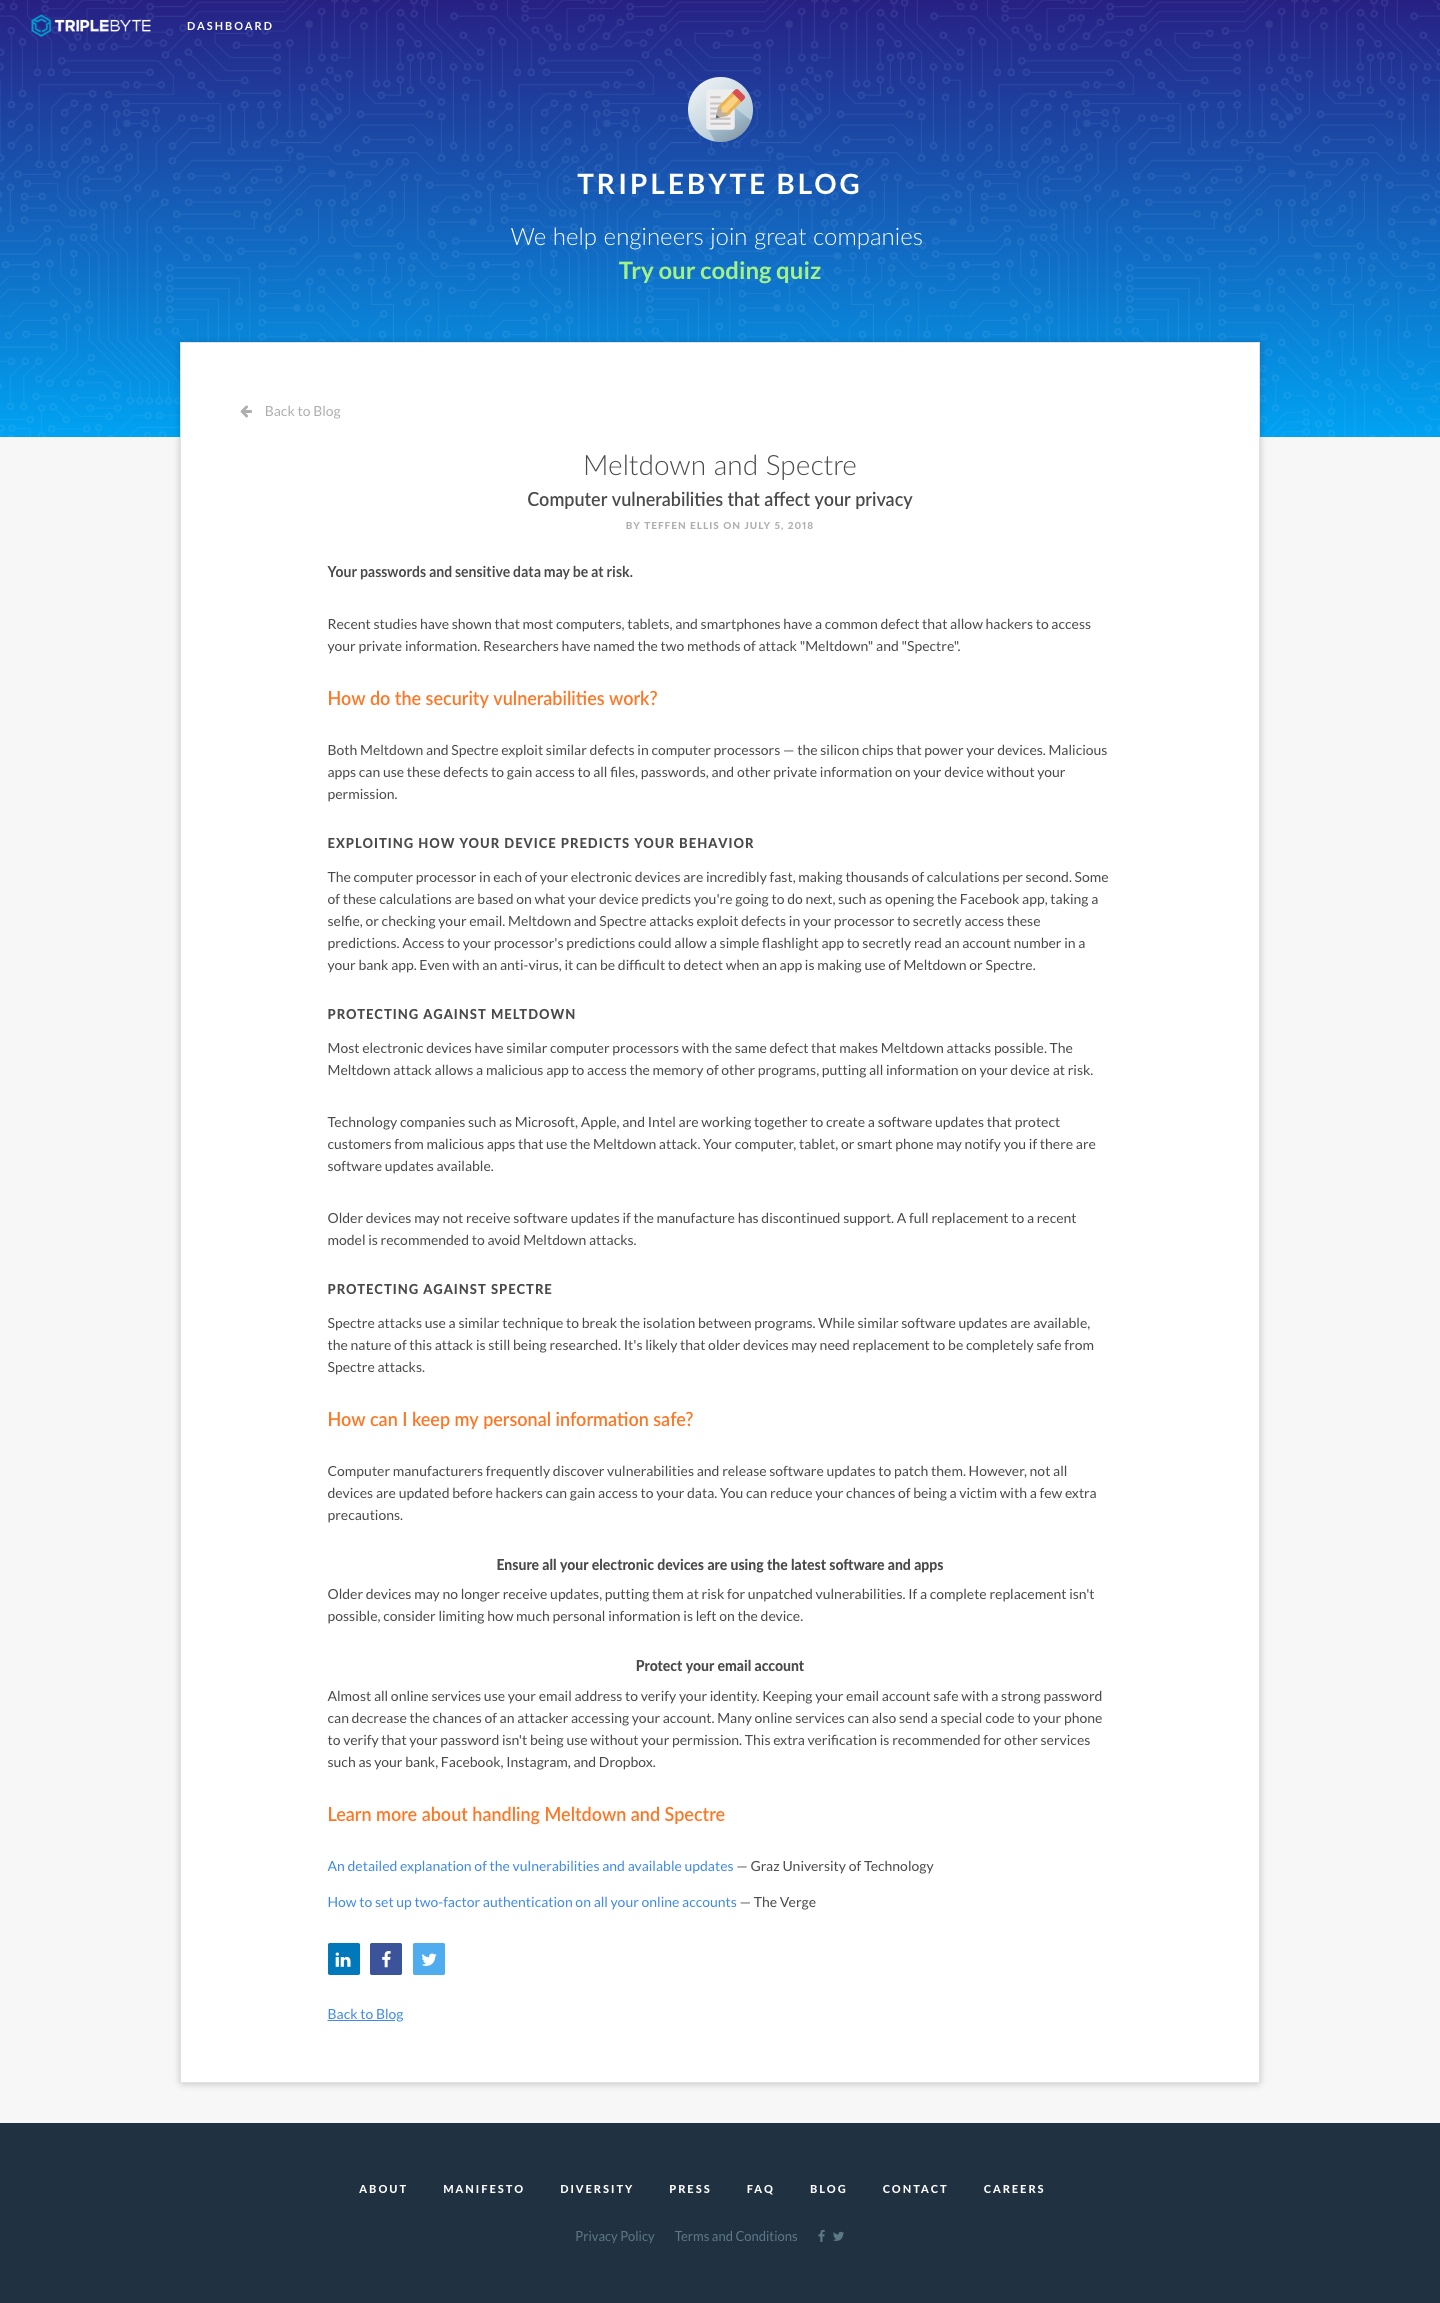 TRIPLEBYTE DASHBOARD
TRIPLEBYTE BLOG
We help engineers join great companies
Try our coding quiz
Back to Blog
Meltdown and Spectre
Computer vulnerabilities that affect your privacy
BY TEFFEN ELLIS ON JULY 5, 2018
Your passwords and sensitive data may be at risk.
Recent studies have shown that most computers, tablets, and smartphones have a common defect that allow hackers to access
your private information. Researchers have named the two methods of attack "Meltdown" and "Spectre".
How do the security vulnerabilities work?
Both Meltdown and Spectre exploit similar defects in computer processors — the silicon chips that power your devices. Malicious
apps can use these defects to gain access to all files, passwords, and other private information on your device without your
permission.
EXPLOITING HOW YOUR DEVICE PREDICTS YOUR BEHAVIOR
The computer processor in each of your electronic devices are incredibly fast, making thousands of calculations per second. Some
of these calculations are based on what your device predicts you're going to do next, such as opening the Facebook app, taking a
selfie, or checking your email. Meltdown and Spectre attacks exploit defects in your processor to secretly access these
predictions. Access to your processor's predictions could allow a simple flashlight app to secretly read an account number in a
your bank app. Even with an anti-virus, it can be difficult to detect when an app is making use of Meltdown or Spectre.
PROTECTING AGAINST MELTDOWN
Most electronic devices have similar computer processors with the same defect that makes Meltdown attacks possible. The
Meltdown attack allows a malicious app to access the memory of other programs, putting all information on your device at risk.
Technology companies such as Microsoft, Apple, and Intel are working together to create a software updates that protect
customers from malicious apps that use the Meltdown attack. Your computer, tablet, or smart phone may notify you if there are
software updates available.
Older devices may not receive software updates if the manufacture has discontinued support. A full replacement to a recent
model is recommended to avoid Meltdown attacks.
PROTECTING AGAINST SPECTRE
Spectre attacks use a similar technique to break the isolation between programs. While similar software updates are available,
the nature of this attack is still being researched. It's likely that older devices may need replacement to be completely safe from
Spectre attacks.
How can I keep my personal information safe?
Computer manufacturers frequently discover vulnerabilities and release software updates to patch them. However, not all
devices are updated before hackers can gain access to your data. You can reduce your chances of being a victim with a few extra
precautions.
Ensure all your electronic devices are using the latest software and apps
Older devices may no longer receive updates, putting them at risk for unpatched vulnerabilities. If a complete replacement isn't
possible, consider limiting how much personal information is left on the device.
Protect your email account
Almost all online services use your email address to verify your identity. Keeping your email account safe with a strong password
can decrease the chances of an attacker accessing your account. Many online services can also send a special code to your phone
to verify that your password isn't being use without your permission. This extra verification is recommended for other services
such as your bank, Facebook, Instagram, and Dropbox.
Learn more about handling Meltdown and Spectre
An detailed explanation of the vulnerabilities and available updates — Graz University of Technology
How to set up two-factor authentication on all your online accounts — The Verge
Back to Blog
ABOUT MANIFESTO DIVERSITY PRESS FAQ BLOG CONTACT CAREERS
Privacy Policy Terms and Conditions